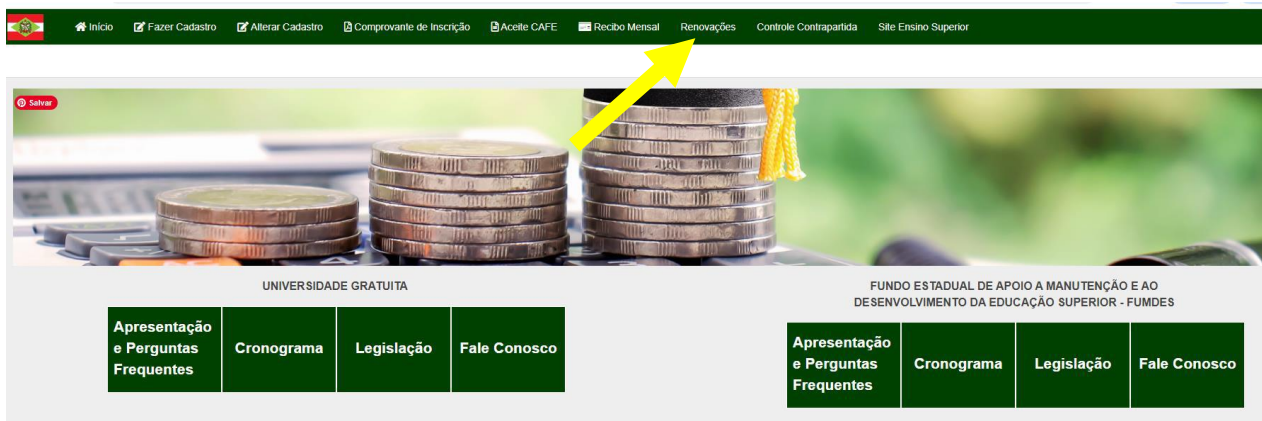 Início Fazer Cadastro Alterar Cadastro Comprovante de Inscrição Aceite CAFE Recibo Mensal Renovações Controle Contrapartida Site Ensino Superior
Salvar
UNIVERSIDADE GRATUITA
Apresentação
e Perguntas
Frequentes
Cronograma
Legislação
Fale Conosco
FUNDO ESTADUAL DE APOIO A MANUTENÇÃO E AO
DESENVOLVIMENTO DA EDUCAÇÃO SUPERIOR - FUMDES
Apresentação
e Perguntas
Frequentes
Cronograma
Legislação
Fale Conosco